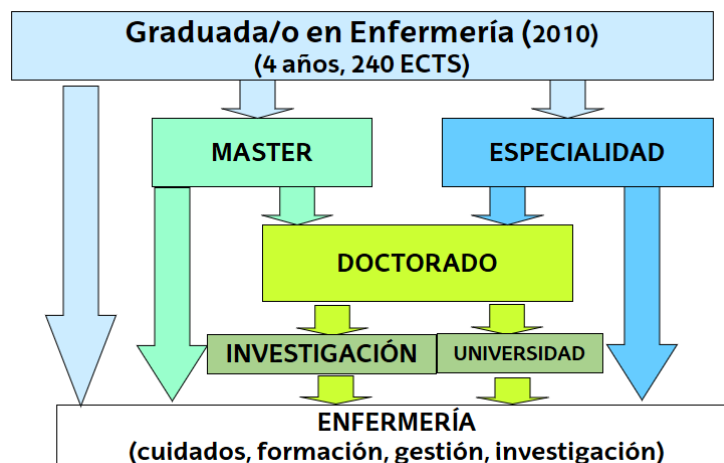 Graduada/o en Enfermería (2010)
(4 años, 240 ECTS)
MASTER
ESPECIALIDAD
DOCTORADO
INVESTIGACIÓN
UNIVERSIDAD
ENFERMERÍA
(cuidados, formación, gestión, investigación)